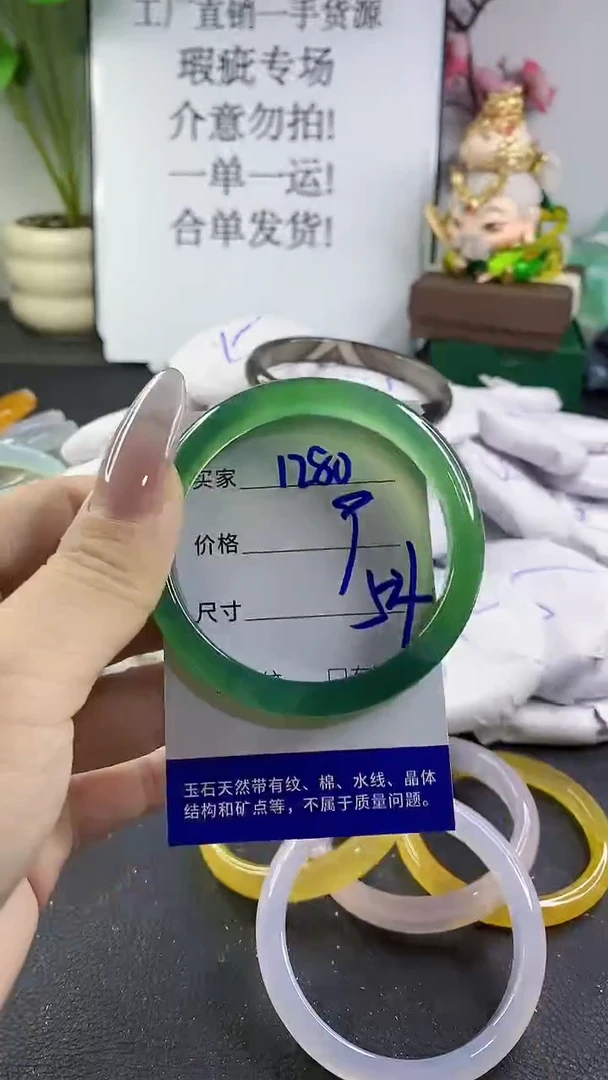 工厂直销一手货源
瑕疵专场
介意勿拍!
一单一运!
合单发货!
买家 1280
价格
尺寸 54
玉石天然带有纹、棉、水线、晶体
结构和矿点等，不属于质量问题。